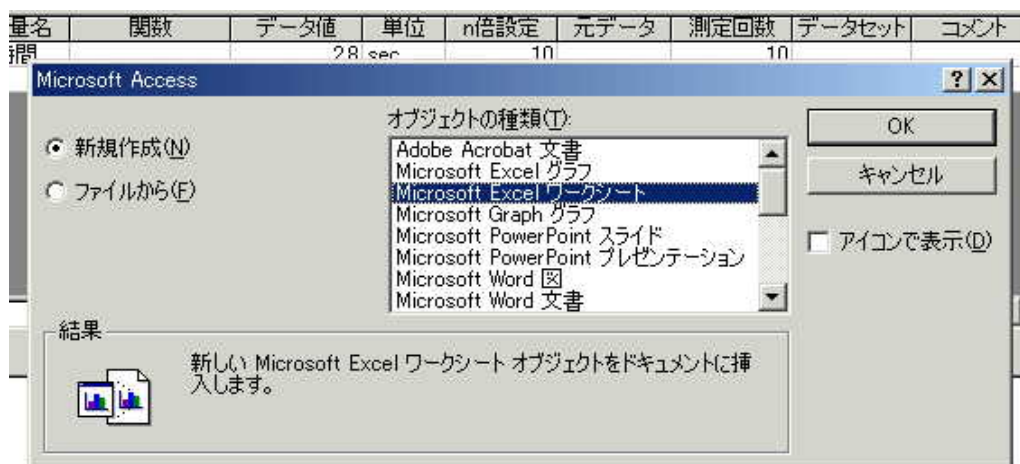 量名 関数 データ値 単位 n倍設定 元データ 測定回数 データセット コメント
時間 28 sec 10 10
Microsoft Access
オブジェクトの種類(T):
新規作成(N)
ファイルから(F)
Adobe Acrobat 文書
Microsoft Excel グラフ
Microsoft Excel ワークシート
Microsoft Graph グラフ
Microsoft PowerPoint スライド
Microsoft PowerPoint プレゼンテーション
Microsoft Word 図
Microsoft Word 文書
OK
キャンセル
アイコンで表示(D)
結果
新しい Microsoft Excel ワークシート オブジェクトをドキュメントに挿
入します。